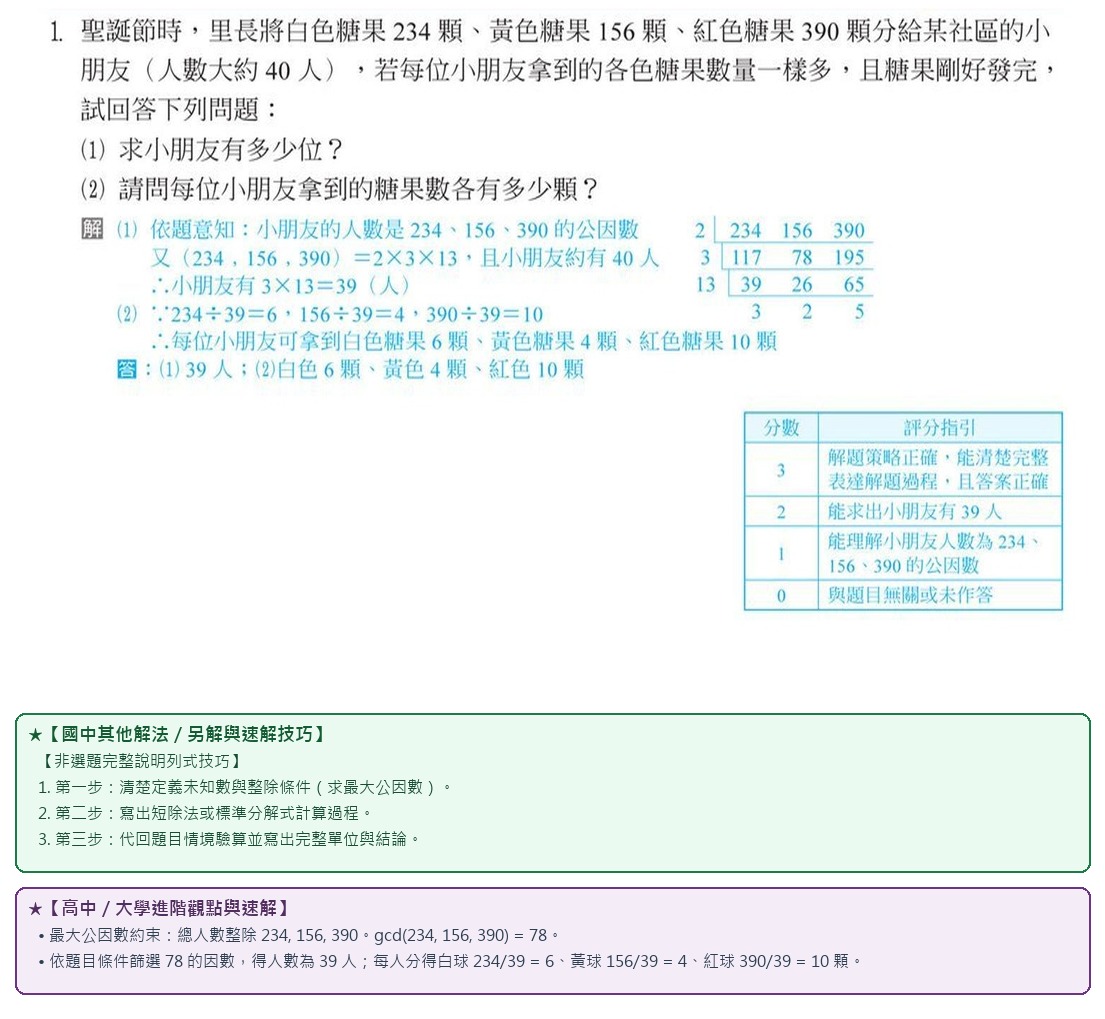 1. 聖誕節時，里長將白色糖果 234 顆、黃色糖果 156 顆、紅色糖果 390 顆分給某社區的小
朋友（人數大約 40 人），若每位小朋友拿到的各色糖果數量一樣多，且糖果剛好發完，
試回答下列問題：
⑴ 求小朋友有多少位？
⑵ 請問每位小朋友拿到的糖果數各有多少顆？
解 ⑴ 依題意知：小朋友的人數是 234、156、390 的公因數
又（234 , 156 , 390）＝2×3×13，且小朋友約有 40 人
∴小朋友有 3×13＝39（人）
⑵ ∵234÷39＝6，156÷39＝4，390÷39＝10
∴每位小朋友可拿到白色糖果 6 顆、黃色糖果 4 顆、紅色糖果 10 顆
答：⑴ 39 人；⑵白色 6 顆、黃色 4 顆、紅色 10 顆
2 234 156 390
3 117 78 195
13 39 26 65
3 2 5
分數 評分指引
3 解題策略正確，能清楚完整
表達解題過程，且答案正確
2 能求出小朋友有 39 人
1 能理解小朋友人數為 234、
156、390 的公因數
0 與題目無關或未作答
★【國中其他解法 / 另解與速解技巧】
【非選題完整說明列式技巧】
1. 第一步：清楚定義未知數與整除條件（求最大公因數）。
2. 第二步：寫出短除法或標準分解式計算過程。
3. 第三步：代回題目情境驗算並寫出完整單位與結論。
★【高中 / 大學進階觀點與速解】
• 最大公因數約束：總人數整除 234, 156, 390。gcd(234, 156, 390) = 78。
• 依題目條件篩選 78 的因數，得人數為 39 人；每人分得白球 234/39 = 6、黃球 156/39 = 4、紅球 390/39 = 10 顆。